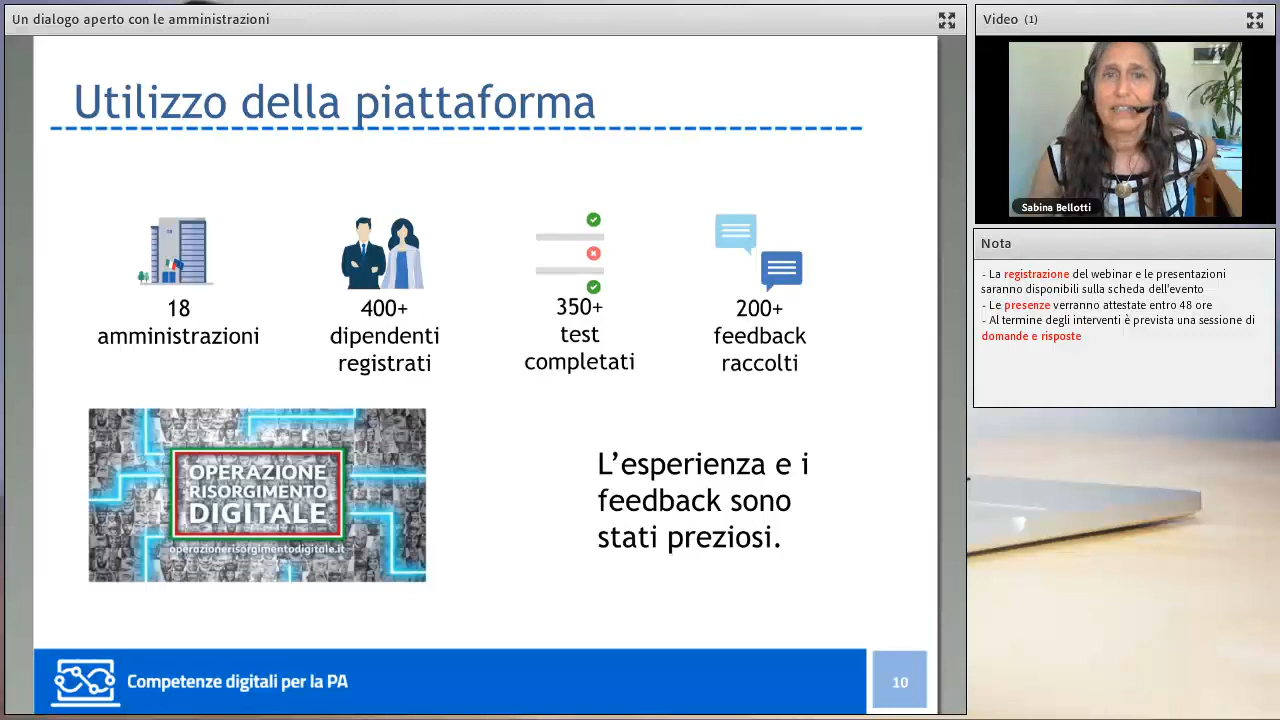 Un dialogo aperto con le amministrazioni
Utilizzo della piattaforma
18
amministrazioni
400+
dipendenti
registrati
350+
test
completati
200+
feedback
raccolti
OPERAZIONE
RISORGIMENTO
DIGITALE
operazionerisorgimentodigitale.it
L’esperienza e i
feedback sono
stati preziosi.
Competenze digitali per la PA
10
Video (1)
Sabina Bellotti
Nota
- La registrazione del webinar e le presentazioni
saranno disponibili sulla scheda dell'evento
- Le presenze verranno attestate entro 48 ore
- Al termine degli interventi è prevista una sessione di
domande e risposte